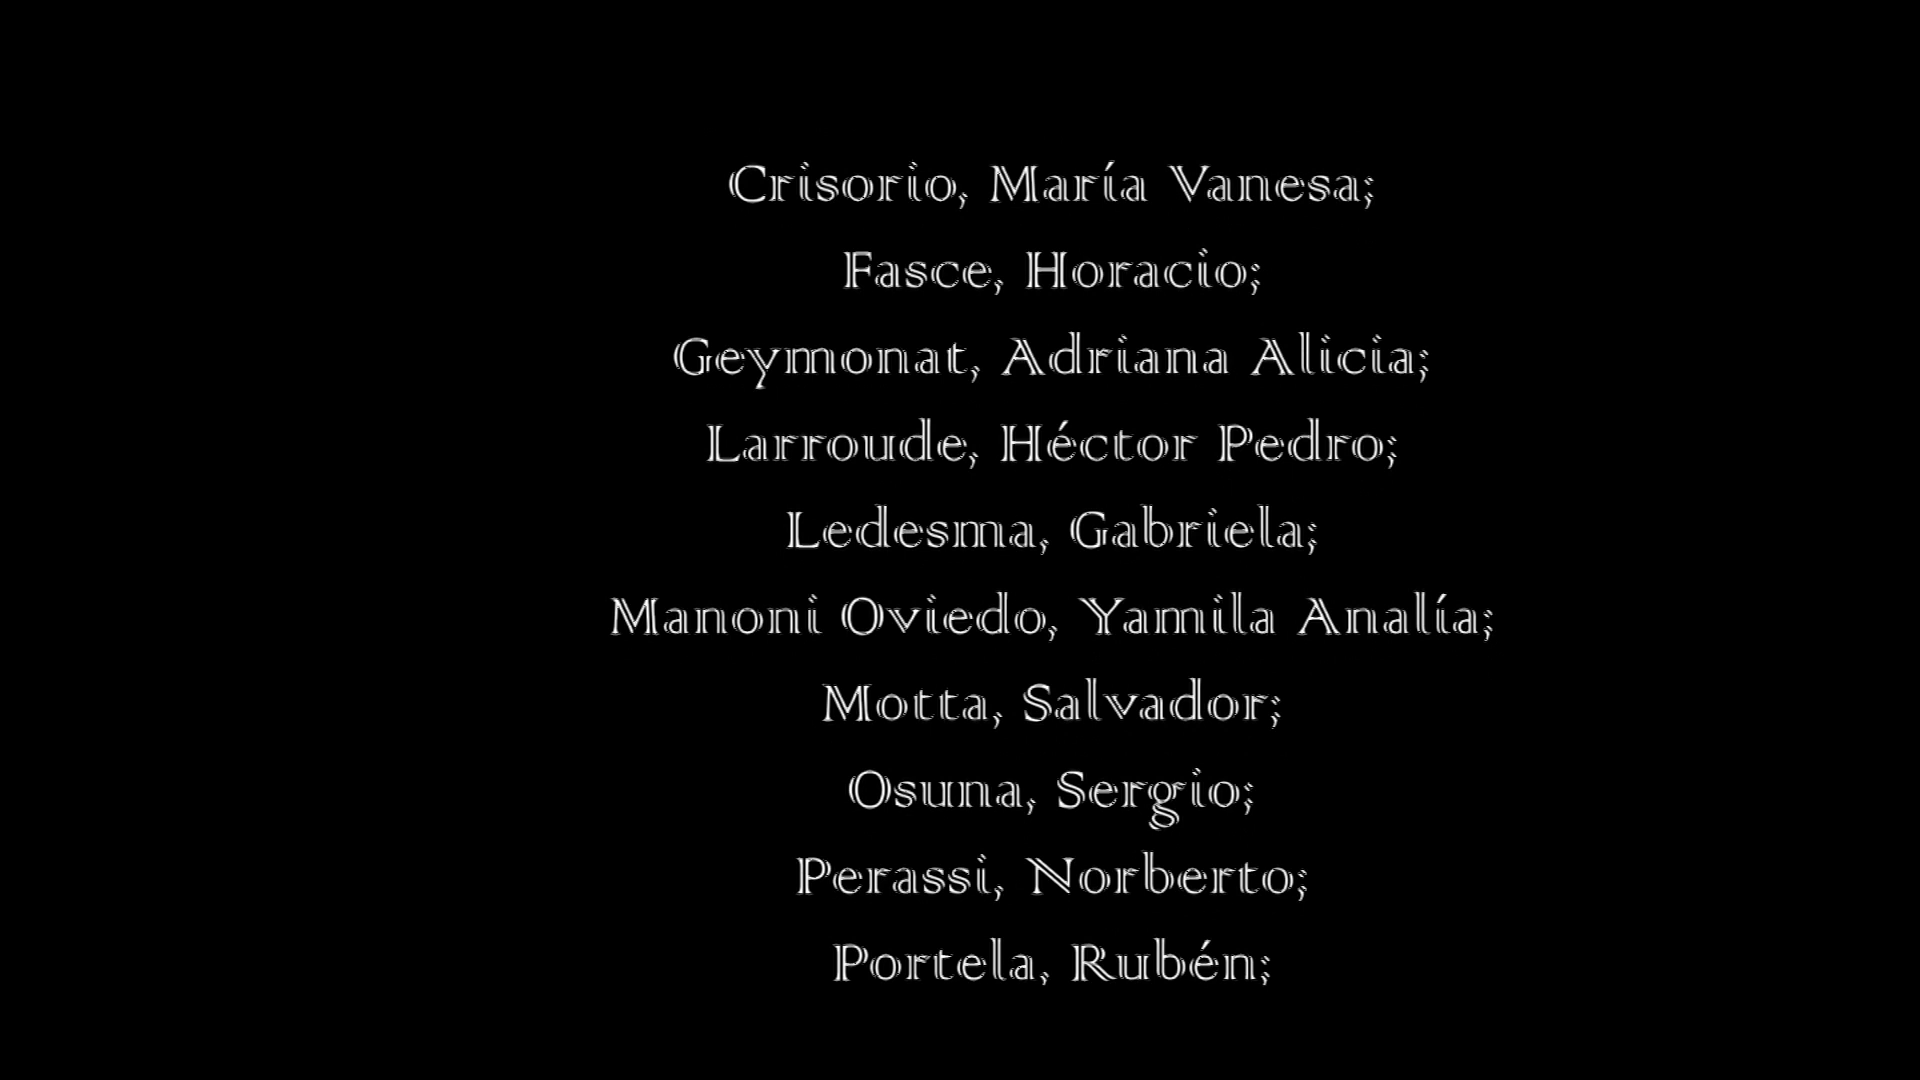 Crisorio, María Vanesa;
Fasce, Horacio;
Geymonat, Adriana Alicia;
Larroude, Héctor Pedro;
Ledesma, Gabriela;
Manoni Oviedo, Yamila Analía;
Motta, Salvador;
Osuna, Sergio;
Perassi, Norberto;
Portela, Rubén;